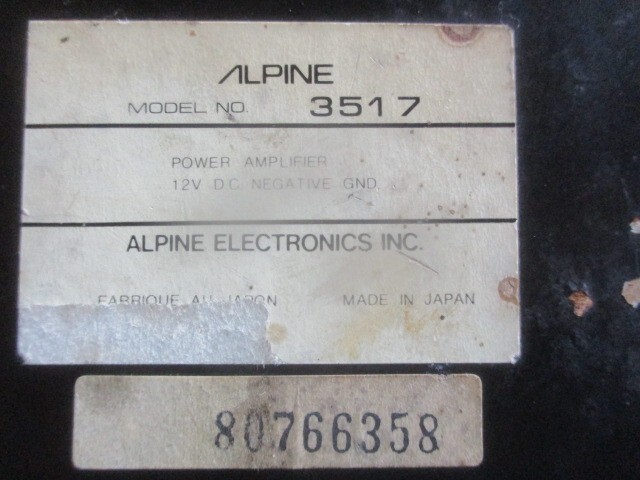 ALPINE
MODEL NO. 3517
POWER AMPLIFIER
12V D.C. NEGATIVE GND.
ALPINE ELECTRONICS INC.
FABRIQUE AU JAPON MADE IN JAPAN
80766358